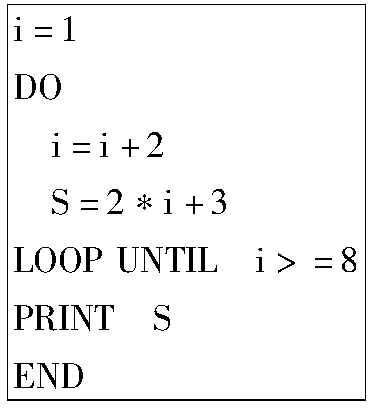 i = 1
DO
i = i + 2
S = 2 * i + 3
LOOP UNTIL i > = 8
PRINT S
END